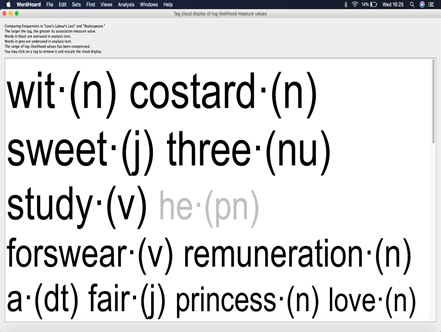 WordHoard File Edit Find Sets Views Analysis Windows Help 14% Wed 16:25
Tag cloud display of log-likelihood measure values
Comparing frequencies in "Love's Labour's Lost" and "Shakespeare."
The larger the tag, the greater its association measure value.
Words in black are overused in analysis text.
Words in grey are underused in analysis text.
The range of log-likelihood values has been compressed.
You may click on a tag to remove it and rescale the cloud display.
wit·(n) costard·(n)
sweet·(j) three·(nu)
study·(v) he·(pn)
forswear·(v) remuneration·(n)
a·(dt) fair·(j) princess·(n) love·(n)